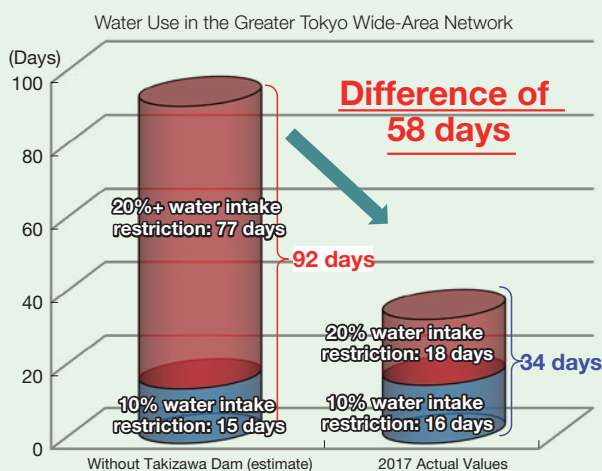 Water Use in the Greater Tokyo Wide-Area Network
(Days)
100
80
60
40
20
0
Difference of
58 days
20%+ water intake
restriction: 77 days
92 days
10% water intake
restriction: 15 days
20% water intake
restriction: 18 days
34 days
10% water intake
restriction: 16 days
Without Takizawa Dam (estimate)
2017 Actual Values